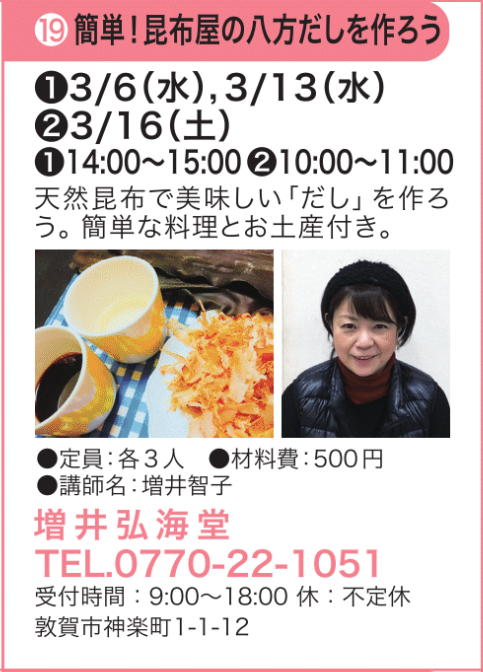 ⑲簡単！昆布屋の八方だしを作ろう
❶3/6(水),3/13(水)
❷3/16(土)
❶14:00〜15:00 ❷10:00〜11:00
天然昆布で美味しい「だし」を作ろ
う。簡単な料理とお土産付き。
●定員：各3人　●材料費：500円
●講師名：増井智子
増井弘海堂
TEL.0770-22-1051
受付時間：9:00〜18:00 休：不定休
敦賀市神楽町1-1-12